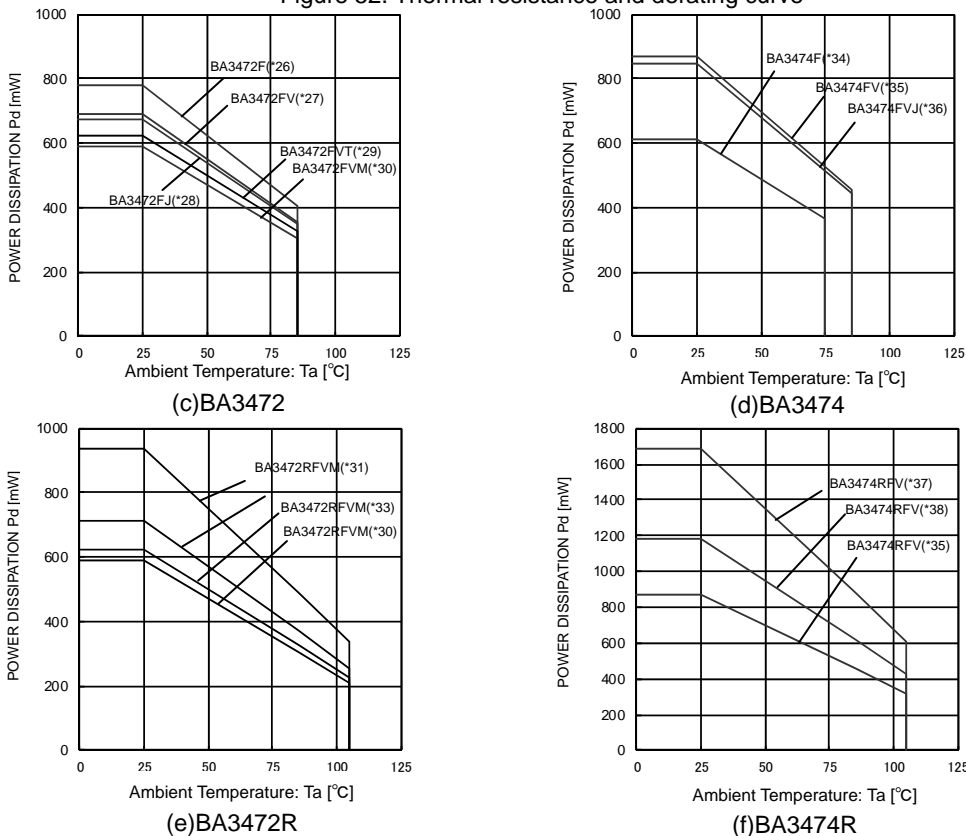 Figure 32. Thermal resistance and derating curve
1000
800
600
400
200
0
POWER DISSIPATION Pd [mW]
BA3472F(*26)
BA3472FV(*27)
BA3472FVT(*29)
BA3472FVM(*30)
BA3472FJ(*28)
0 25 50 75 100 125
Ambient Temperature: Ta [℃]
(c)BA3472
1000
800
600
400
200
0
POWER DISSIPATION Pd [mW]
BA3474F(*34)
BA3474FV(*35)
BA3474FVJ(*36)
0 25 50 75 100 125
Ambient Temperature: Ta [℃]
(d)BA3474
1000
800
600
400
200
0
POWER DISSIPATION Pd [mW]
BA3472RFVM(*31)
BA3472RFVM(*33)
BA3472RFVM(*30)
0 25 50 75 100 125
Ambient Temperature: Ta [℃]
(e)BA3472R
1800
1600
1400
1200
1000
800
600
400
200
0
POWER DISSIPATION Pd [mW]
BA3474RFV(*37)
BA3474RFV(*38)
BA3474RFV(*35)
0 25 50 75 100 125
Ambient Temperature: Ta [℃]
(f)BA3474R